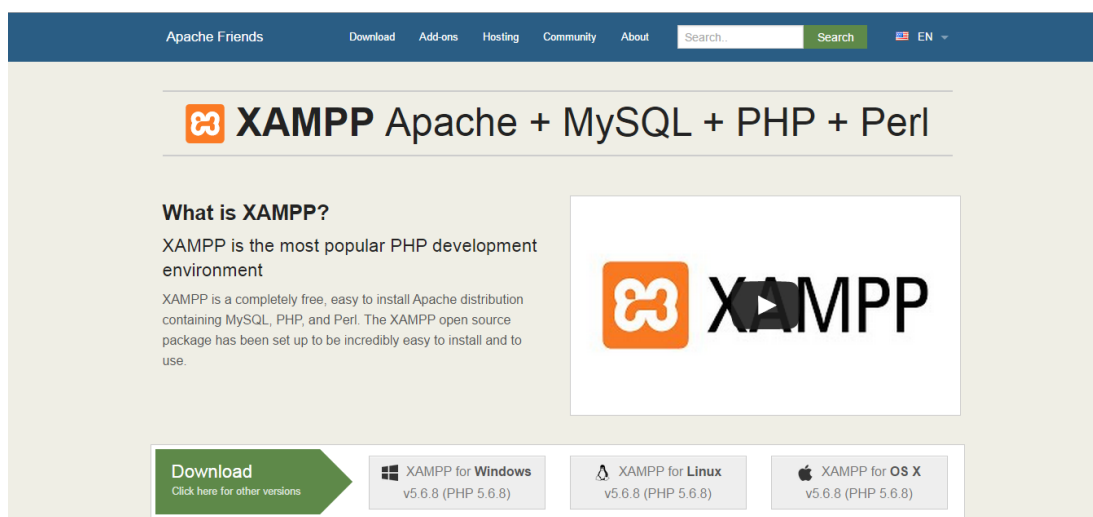 Apache Friends Download Add-ons Hosting Community About Search.. Search EN
XAMPP Apache + MySQL + PHP + Perl
What is XAMPP?
XAMPP is the most popular PHP development
environment
XAMPP is a completely free, easy to install Apache distribution
containing MySQL, PHP, and Perl. The XAMPP open source
package has been set up to be incredibly easy to install and to
use.
XAMPP
Download
Click here for other versions
XAMPP for Windows
v5.6.8 (PHP 5.6.8)
XAMPP for Linux
v5.6.8 (PHP 5.6.8)
XAMPP for OS X
v5.6.8 (PHP 5.6.8)